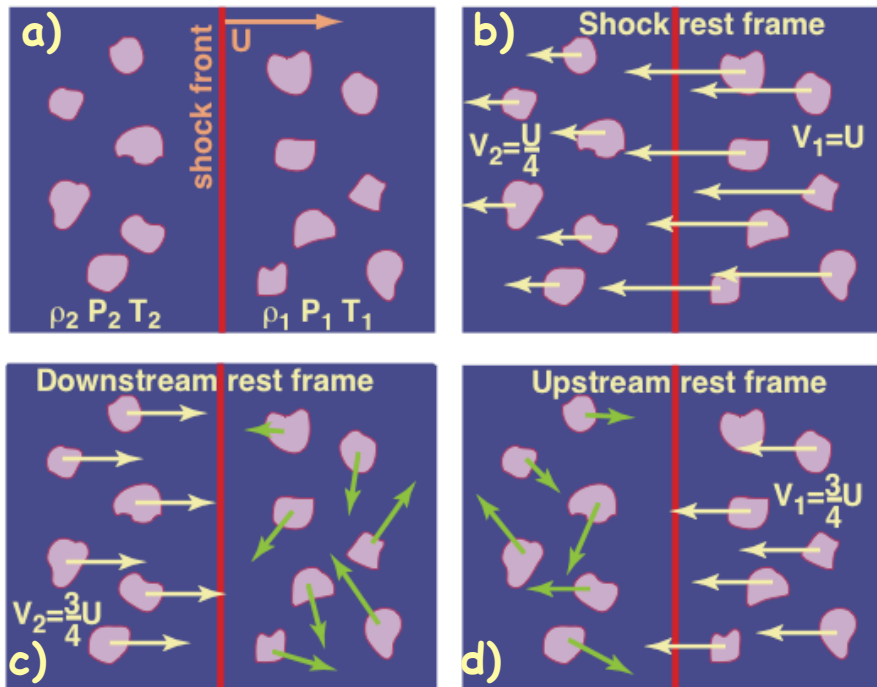 a)
U
shock front
ρ₂ P₂ T₂
ρ₁ P₁ T₁
b)
Shock rest frame
V₂=U/4
V₁=U
Downstream rest frame
V₂=3/4U
c)
Upstream rest frame
V₁=3/4U
d)